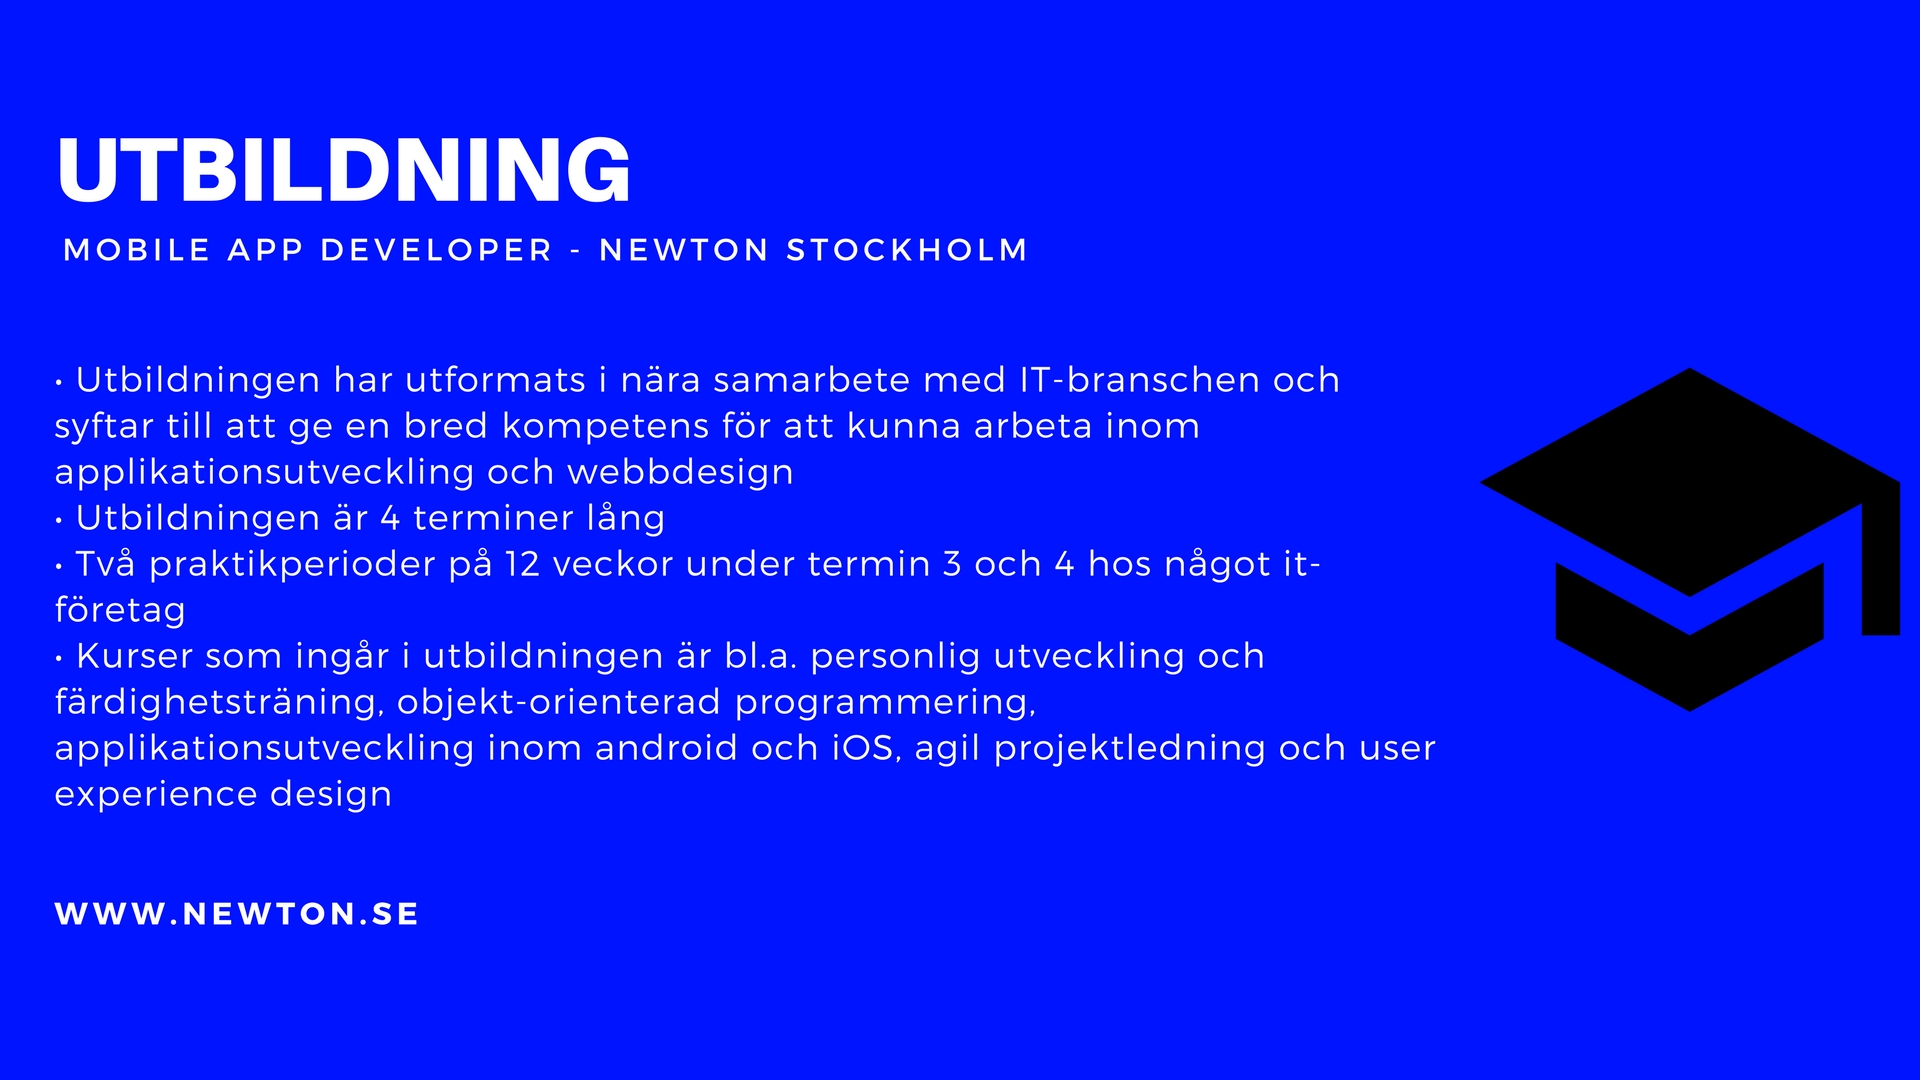 UTBILDNING
MOBILE APP DEVELOPER - NEWTON STOCKHOLM
• Utbildningen har utformats i nära samarbete med IT-branschen och
syftar till att ge en bred kompetens för att kunna arbeta inom
applikationsutveckling och webbdesign
• Utbildningen är 4 terminer lång
• Två praktikperioder på 12 veckor under termin 3 och 4 hos något it-
företag
• Kurser som ingår i utbildningen är bl.a. personlig utveckling och
färdighetsträning, objekt-orienterad programmering,
applikationsutveckling inom android och iOS, agil projektledning och user
experience design
WWW.NEWTON.SE